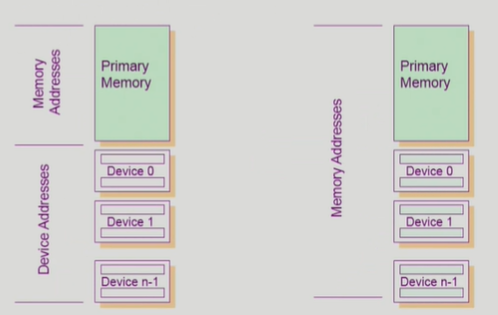 Memory
Addresses
Primary
Memory
Device Addresses
Device 0
Device 1
Device n-1
Memory Addresses
Primary
Memory
Device 0
Device 1
Device n-1